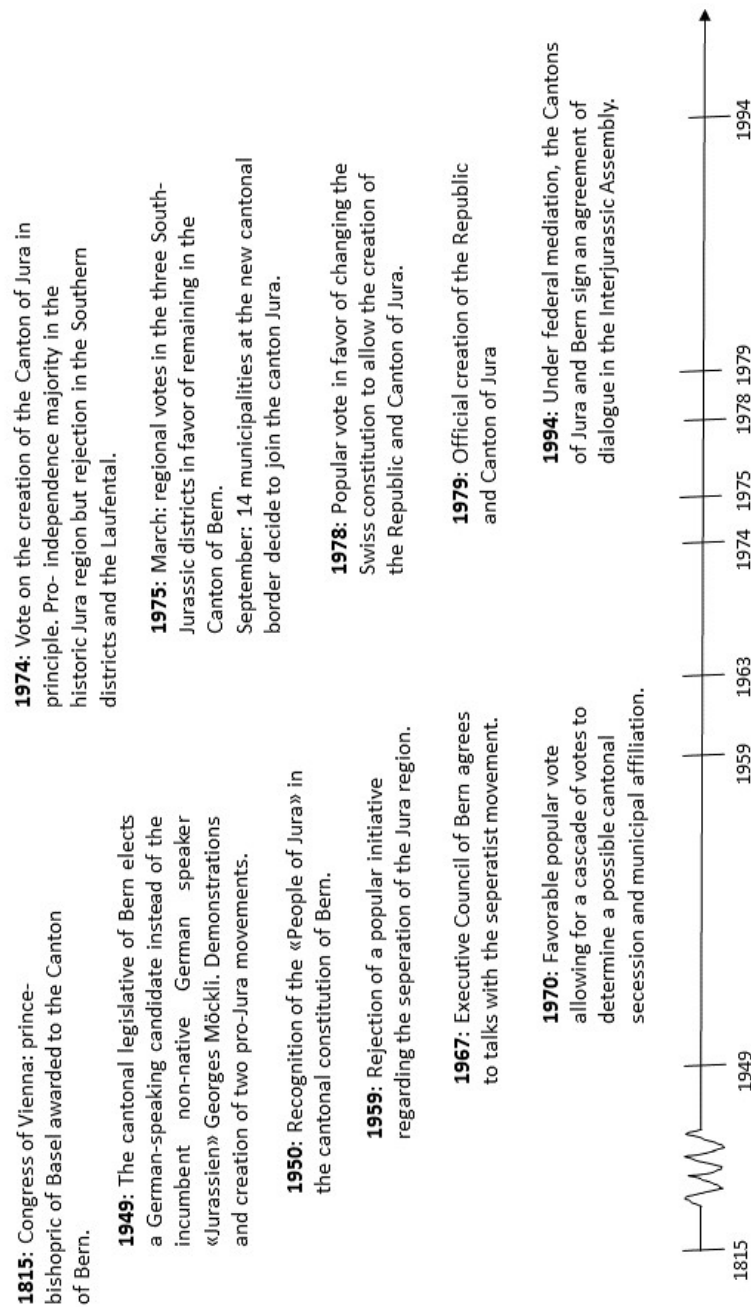 1815: Congress of Vienna: prince-
bishopric of Basel awarded to the Canton
of Bern.
1949: The cantonal legislative of Bern elects
a German-speaking candidate instead of the
incumbent non-native German speaker
«Jurassien» Georges Möckli. Demonstrations
and creation of two pro-Jura movements.
1950: Recognition of the «People of Jura» in
the cantonal constitution of Bern.
1959: Rejection of a popular initiative
regarding the seperation of the Jura region.
1967: Executive Council of Bern agrees
to talks with the seperatist movement.
1970: Favorable popular vote
allowing for a cascade of votes to
determine a possible cantonal
secession and municipal affiliation.
1974: Vote on the creation of the Canton of Jura in
principle. Pro- independence majority in the
historic Jura region but rejection in the Southern
districts and the Laufental.
1975: March: regional votes in the three South-
Jurassic districts in favor of remaining in the
Canton of Bern.
September: 14 municipalities at the new cantonal
border decide to join the canton Jura.
1978: Popular vote in favor of changing the
Swiss constitution to allow the creation of
the Republic and Canton of Jura.
1979: Official creation of the Republic
and Canton of Jura
1994: Under federal mediation, the Cantons
of Jura and Bern sign an agreement of
dialogue in the Interjurassic Assembly.
1815
1949
1959
1963
1974
1975
1978
1979
1994